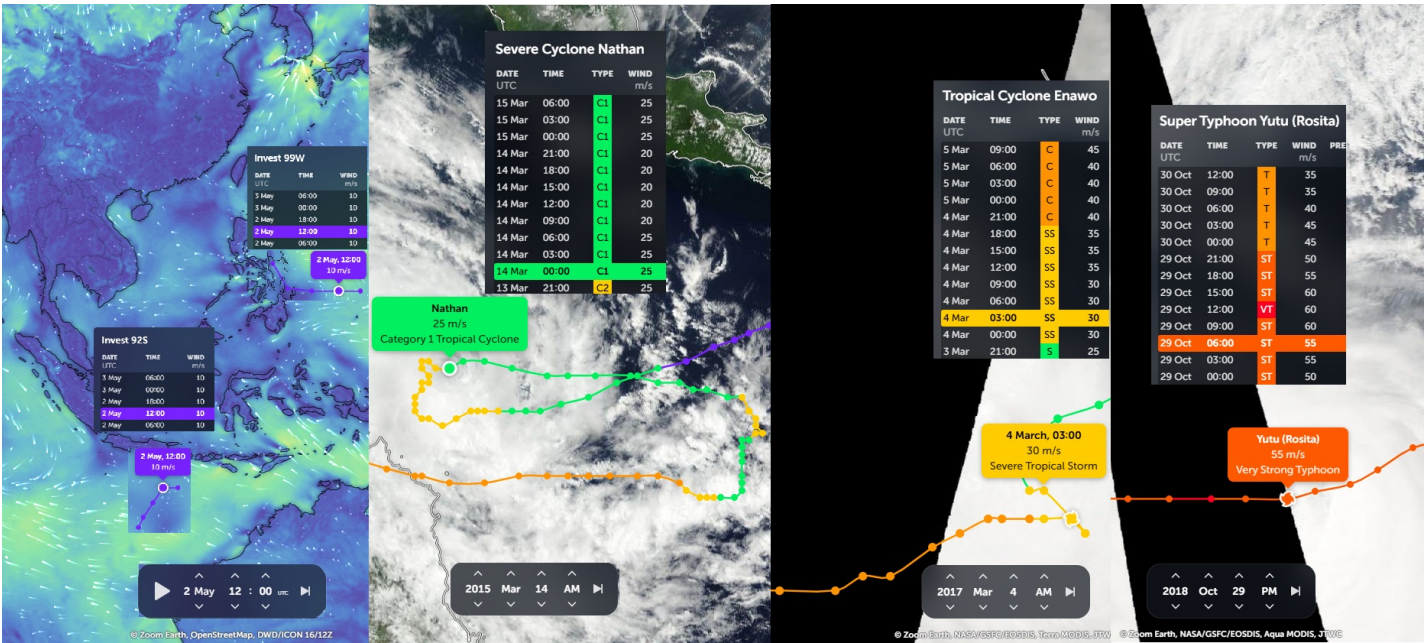 Invest 99W
DATE TIME WIND
UTC m/s
3 May 06:00 10
3 May 00:00 10
2 May 18:00 10
2 May 12:00 10
2 May 06:00 10
2 May, 12:00
10 m/s
Invest 92S
DATE TIME WIND
UTC m/s
3 May 06:00 10
3 May 00:00 10
2 May 18:00 10
2 May 12:00 10
2 May 06:00 10
2 May, 12:00
10 m/s
2 May 12 : 00 UTC
© Zoom Earth, OpenStreetMap, DWD/ICON 16/12Z
Severe Cyclone Nathan
DATE TIME TYPE WIND
UTC m/s
15 Mar 06:00 C1 25
15 Mar 03:00 C1 25
15 Mar 00:00 C1 25
14 Mar 21:00 C1 20
14 Mar 18:00 C1 20
14 Mar 15:00 C1 20
14 Mar 12:00 C1 20
14 Mar 09:00 C1 20
14 Mar 06:00 C1 25
14 Mar 03:00 C1 25
14 Mar 00:00 C1 25
13 Mar 21:00 C2 25
Nathan
25 m/s
Category 1 Tropical Cyclone
2015 Mar 14 AM
Tropical Cyclone Enawo
DATE TIME TYPE WIND
UTC m/s
5 Mar 09:00 C 45
5 Mar 06:00 C 40
5 Mar 03:00 C 40
5 Mar 00:00 C 40
4 Mar 21:00 C 40
4 Mar 18:00 SS 35
4 Mar 15:00 SS 35
4 Mar 12:00 SS 35
4 Mar 09:00 SS 30
4 Mar 06:00 SS 30
4 Mar 03:00 SS 30
4 Mar 00:00 SS 30
3 Mar 21:00 S 25
4 March, 03:00
30 m/s
Severe Tropical Storm
2017 Mar 4 AM
© Zoom Earth, NASA/GSFC/EOSDIS, Terra MODIS, JTW
Super Typhoon Yutu (Rosita)
DATE TIME TYPE WIND PRE
UTC m/s
30 Oct 12:00 T 35
30 Oct 09:00 T 35
30 Oct 06:00 T 40
30 Oct 03:00 T 45
30 Oct 00:00 T 45
29 Oct 21:00 ST 50
29 Oct 18:00 ST 55
29 Oct 15:00 ST 60
29 Oct 12:00 VT 60
29 Oct 09:00 ST 60
29 Oct 06:00 ST 55
29 Oct 03:00 ST 55
29 Oct 00:00 ST 50
Yutu (Rosita)
55 m/s
Very Strong Typhoon
2018 Oct 29 PM
© Zoom Earth, NASA/GSFC/EOSDIS, Aqua MODIS, JTWC